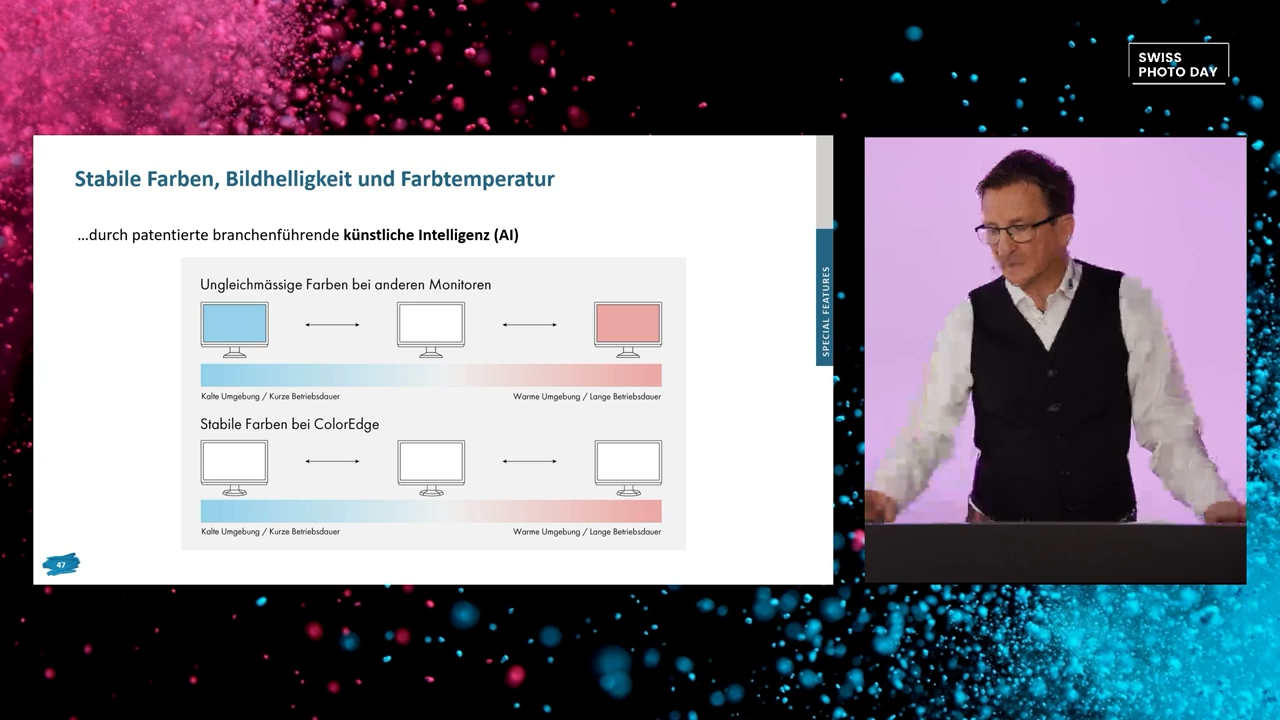 SWISS
PHOTO DAY
Stabile Farben, Bildhelligkeit und Farbtemperatur
...durch patentierte branchenführende künstliche Intelligenz (AI)
Ungleichmässige Farben bei anderen Monitoren
Kalte Umgebung / Kurze Betriebsdauer
Warme Umgebung / Lange Betriebsdauer
Stabile Farben bei ColorEdge
Kalte Umgebung / Kurze Betriebsdauer
Warme Umgebung / Lange Betriebsdauer
SPECIAL FEATURES
47